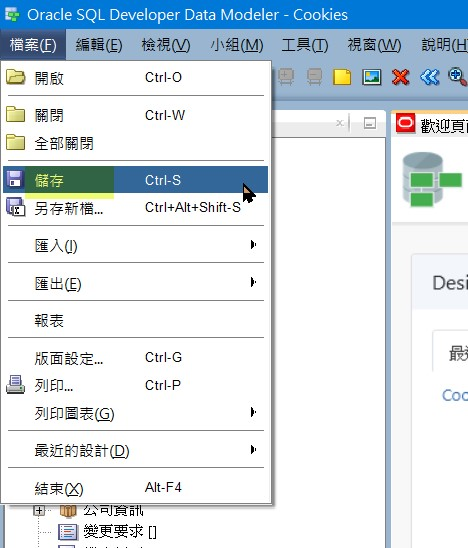 Oracle SQL Developer Data Modeler - Cookies
檔案(F) 編輯(E) 檢視(V) 小組(M) 工具(T) 視窗(W) 說明(H)
開啟 Ctrl-O
關閉 Ctrl-W
全部關閉
儲存 Ctrl-S
另存新檔... Ctrl+Alt+Shift-S
匯入(I)
匯出(E)
報表
版面設定... Ctrl-G
列印... Ctrl-P
列印圖表(G)
最近的設計(D)
結束(X) Alt-F4
歡迎頁面
Desi
最近
Coo
公司資訊
變更要求 []